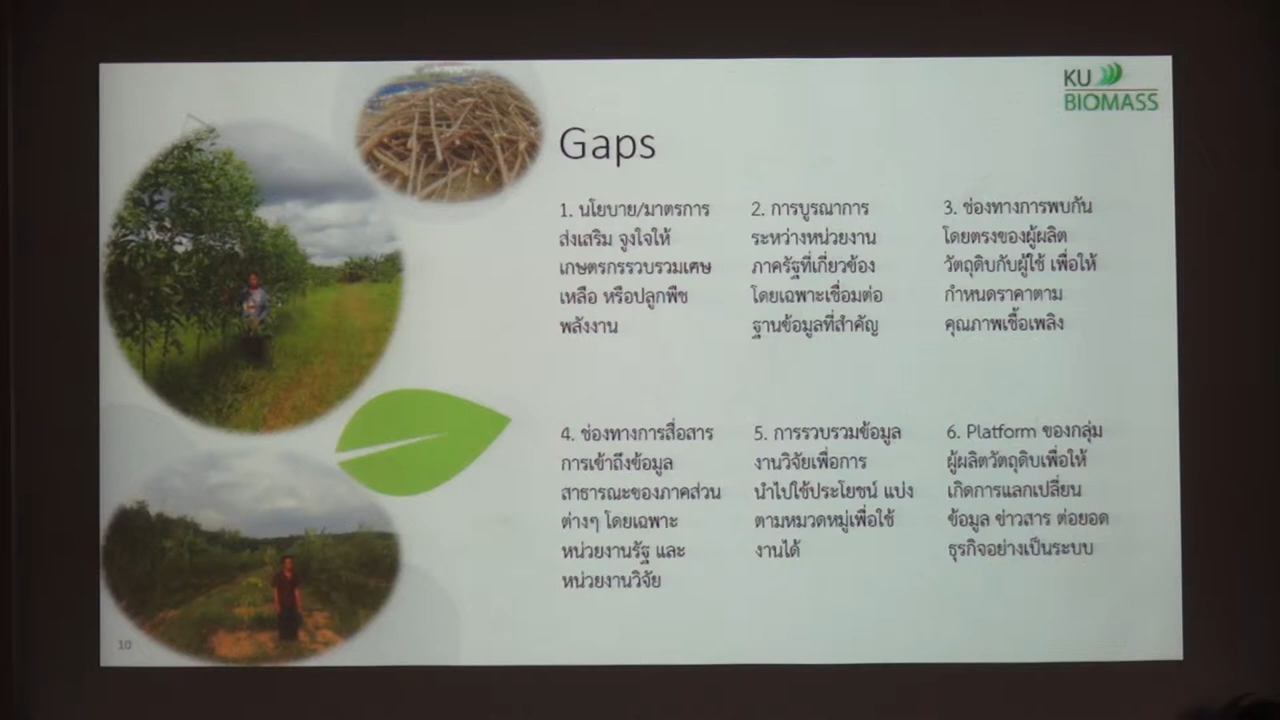 KU
BIOMASS
Gaps
1. นโยบาย/มาตรการ
ส่งเสริม จูงใจให้
เกษตรกรรวบรวมเศษ
เหลือ หรือปลูกพืช
พลังงาน
2. การบูรณาการ
ระหว่างหน่วยงาน
ภาครัฐที่เกี่ยวข้อง
โดยเฉพาะเชื่อมต่อ
ฐานข้อมูลที่สำคัญ
3. ช่องทางการพบกัน
โดยตรงของผู้ผลิต
วัตถุดิบกับผู้ใช้ เพื่อให้
กำหนดราคาตาม
คุณภาพเชื้อเพลิง
4. ช่องทางการสื่อสาร
การเข้าถึงข้อมูล
สาธารณะของภาคส่วน
ต่างๆ โดยเฉพาะ
หน่วยงานรัฐ และ
หน่วยงานวิจัย
5. การรวบรวมข้อมูล
งานวิจัยเพื่อการ
นำไปใช้ประโยชน์ แบ่ง
ตามหมวดหมู่เพื่อใช้
งานได้
6. Platform ของกลุ่ม
ผู้ผลิตวัตถุดิบเพื่อให้
เกิดการแลกเปลี่ยน
ข้อมูล ข่าวสาร ต่อยอด
ธุรกิจอย่างเป็นระบบ
10